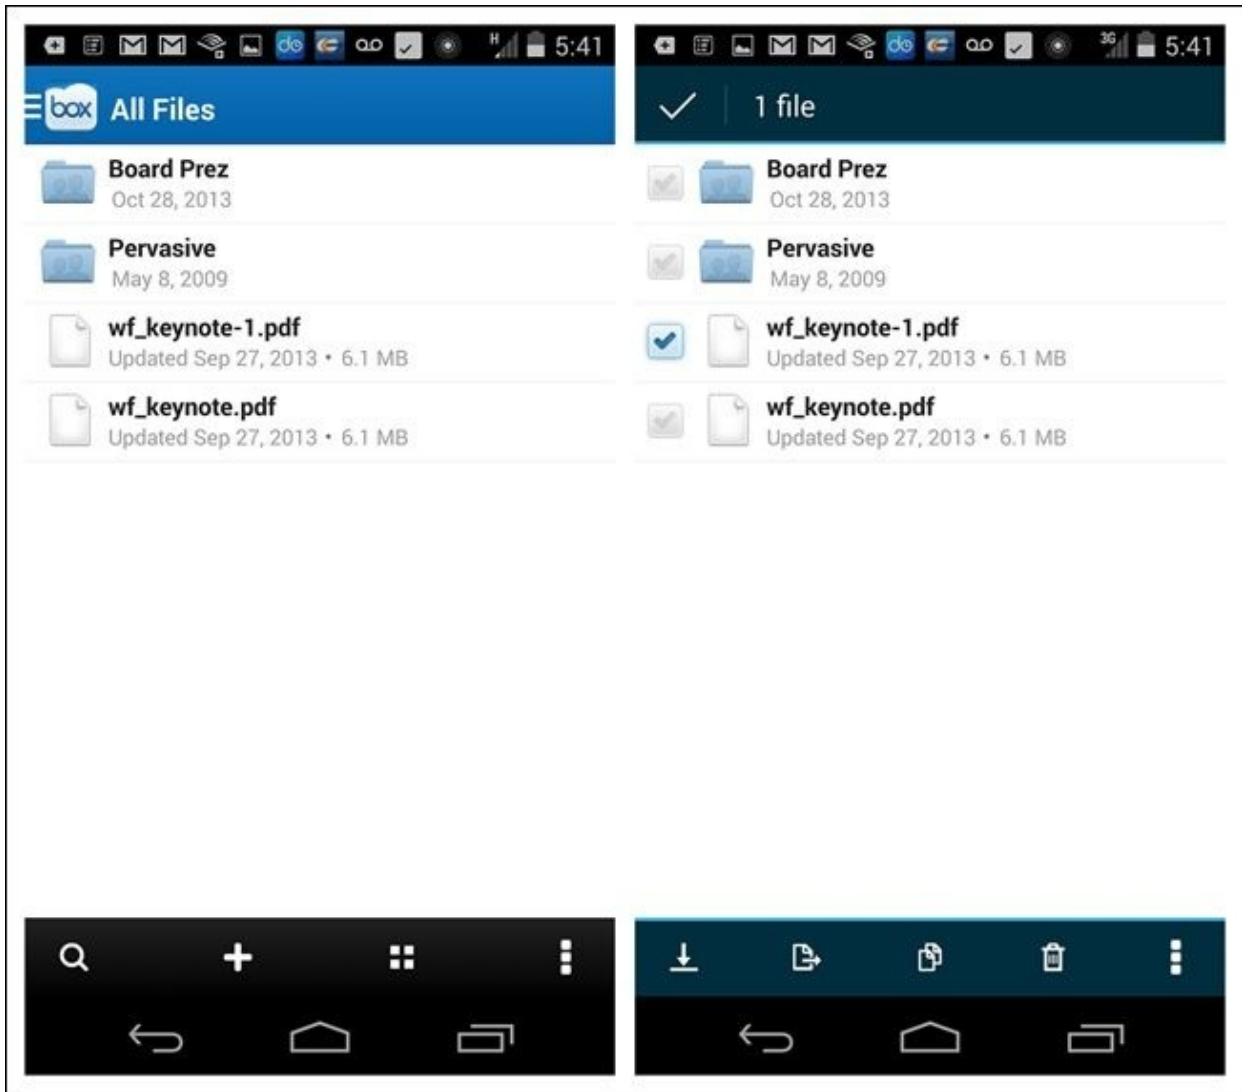 H
5:41
box
All Files
Board Prez
Oct 28, 2013
Pervasive
May 8, 2009
wf_keynote-1.pdf
Updated Sep 27, 2013 • 6.1 MB
wf_keynote.pdf
Updated Sep 27, 2013 • 6.1 MB
do
3G
5:41
1 file
Board Prez
Oct 28, 2013
Pervasive
May 8, 2009
wf_keynote-1.pdf
Updated Sep 27, 2013 • 6.1 MB
wf_keynote.pdf
Updated Sep 27, 2013 • 6.1 MB